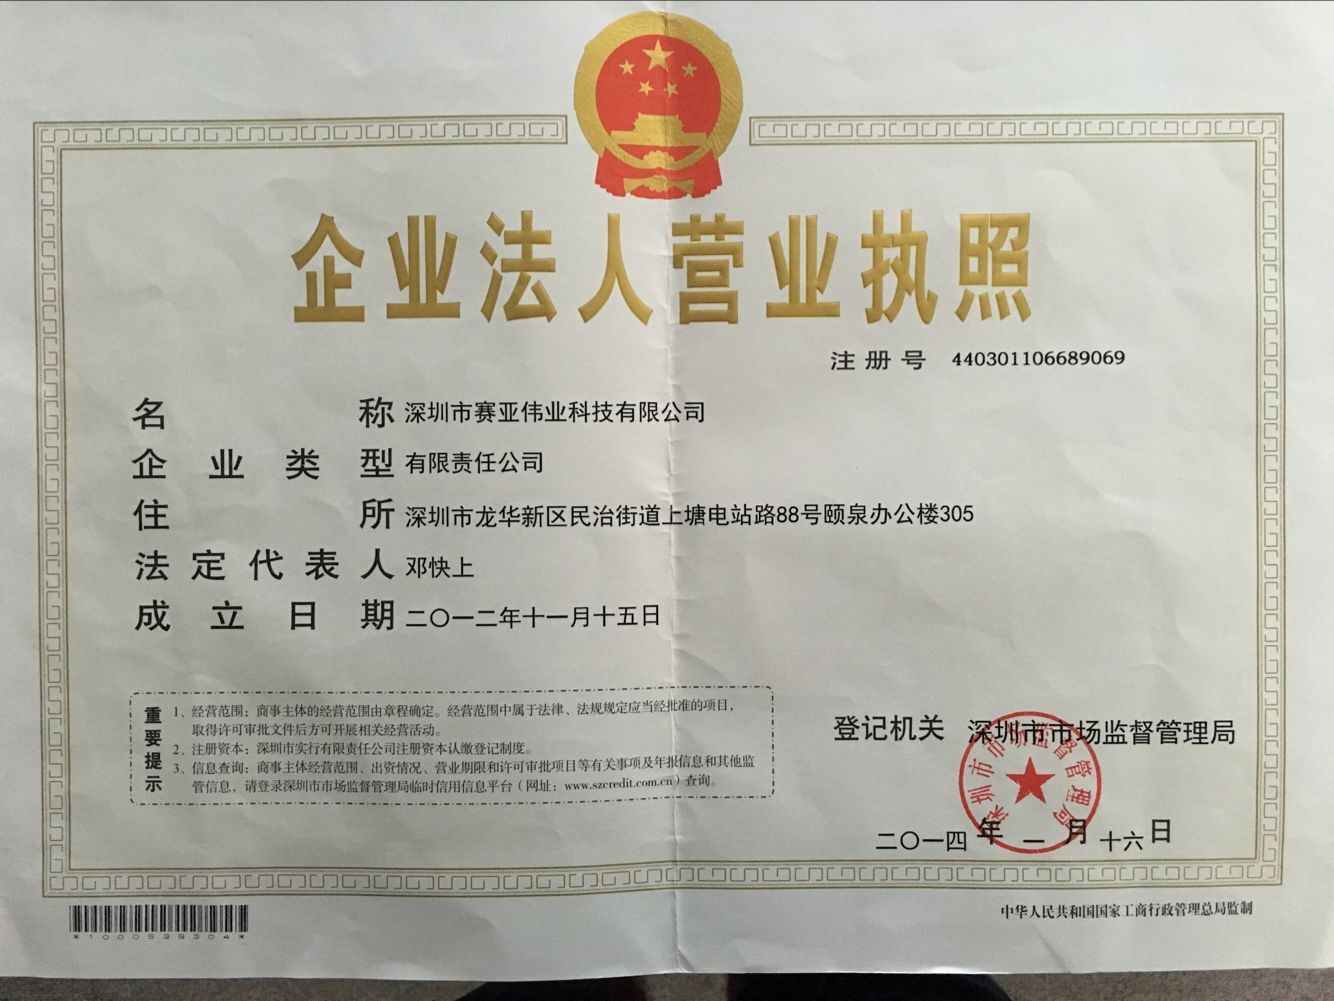 企业法人营业执照
注册号 440301106689069
名称 深圳市赛亚伟业科技有限公司
企业类型 有限责任公司
住所 深圳市龙华新区民治街道上塘电站路88号颐泉办公楼305
法定代表人 邓快上
成立日期 二〇一二年十一月十五日
重要提示
1、经营范围：商事主体的经营范围由章程确定。经营范围中属于法律、法规规定应当经批准的项目，
取得许可审批文件后方可开展相关经营活动。
2、注册资本：深圳市实行有限责任公司注册资本认缴登记制度。
3、信息查询：商事主体经营范围、出资情况、营业期限和许可审批项目等有关事项及年报信息和其他监
管信息，请登录深圳市市场监督管理局临时信用信息平台（网址：www.szcredit.com.cn）查询。
登记机关 深圳市市场监督管理局
深圳市市场监督管理局
二〇一四年一月十六日
*1000539304*
中华人民共和国国家工商行政管理总局监制